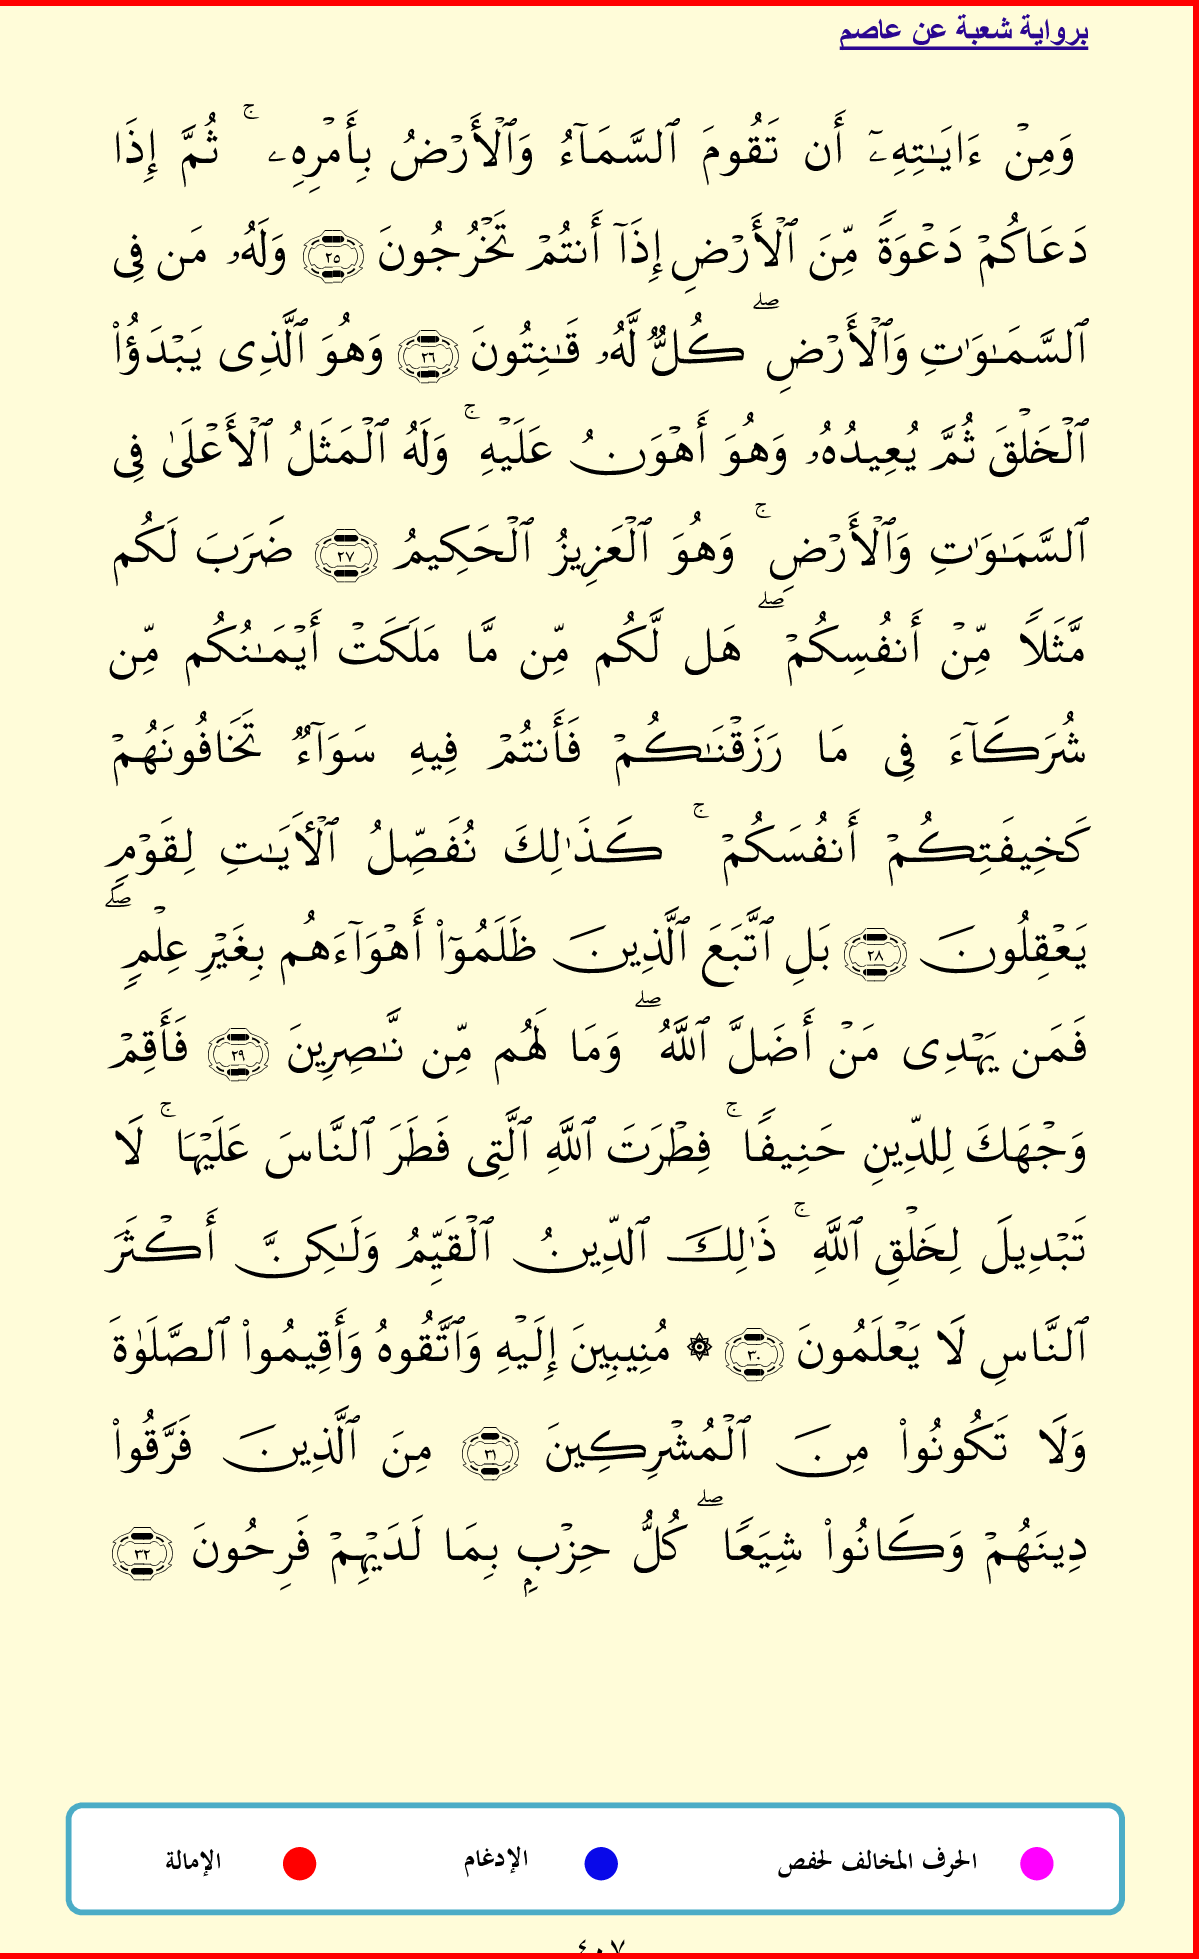 برواية شعبة عن عاصم
وَمِنْ ءَايَـٰتِهِۦٓ أَن تَقُومَ ٱلسَّمَآءُ وَٱلْأَرْضُ بِأَمْرِهِۦ ۚ ثُمَّ إِذَا
دَعَاكُمْ دَعْوَةً مِّنَ ٱلْأَرْضِ إِذَآ أَنتُمْ تَخْرُجُونَ ٢٥ وَلَهُۥ مَن فِى
ٱلسَّمَـٰوَٰتِ وَٱلْأَرْضِ ۖ كُلٌّ لَّهُۥ قَـٰنِتُونَ ٢٦ وَهُوَ ٱلَّذِى يَبْدَؤُا۟
ٱلْخَلْقَ ثُمَّ يُعِيدُهُۥ وَهُوَ أَهْوَنُ عَلَيْهِ ۚ وَلَهُ ٱلْمَثَلُ ٱلْأَعْلَىٰ فِى
ٱلسَّمَـٰوَٰتِ وَٱلْأَرْضِ ۚ وَهُوَ ٱلْعَزِيزُ ٱلْحَكِيمُ ٢٧ ضَرَبَ لَكُم
مَّثَلًا مِّنْ أَنفُسِكُمْ ۖ هَل لَّكُم مِّن مَّا مَلَكَتْ أَيْمَـٰنُكُم مِّن
شُرَكَآءَ فِى مَا رَزَقْنَـٰكُمْ فَأَنتُمْ فِيهِ سَوَآءٌ تَخَافُونَهُمْ
كَخِيفَتِكُمْ أَنفُسَكُمْ ۚ كَذَٰلِكَ نُفَصِّلُ ٱلْـَٔايَـٰتِ لِقَوْمٍ
يَعْقِلُونَ ٢٨ بَلِ ٱتَّبَعَ ٱلَّذِينَ ظَلَمُوٓا۟ أَهْوَآءَهُم بِغَيْرِ عِلْمٍ ۖ
فَمَن يَهْدِى مَنْ أَضَلَّ ٱللَّهُ ۖ وَمَا لَهُم مِّن نَّـٰصِرِينَ ٢٩ فَأَقِمْ
وَجْهَكَ لِلدِّينِ حَنِيفًا ۚ فِطْرَتَ ٱللَّهِ ٱلَّتِى فَطَرَ ٱلنَّاسَ عَلَيْهَا ۚ لَا
تَبْدِيلَ لِخَلْقِ ٱللَّهِ ۚ ذَٰلِكَ ٱلدِّينُ ٱلْقَيِّمُ وَلَـٰكِنَّ أَكْثَرَ
ٱلنَّاسِ لَا يَعْلَمُونَ ٣٠ ۞ مُنِيبِينَ إِلَيْهِ وَٱتَّقُوهُ وَأَقِيمُوا۟ ٱلصَّلَوٰةَ
وَلَا تَكُونُوا۟ مِنَ ٱلْمُشْرِكِينَ ٣١ مِنَ ٱلَّذِينَ فَرَّقُوا۟
دِينَهُمْ وَكَانُوا۟ شِيَعًا ۖ كُلُّ حِزْبٍۭ بِمَا لَدَيْهِمْ فَرِحُونَ ٣٢
الحرف المخالف لحفص الإدغام الإمالة
٤٠٧